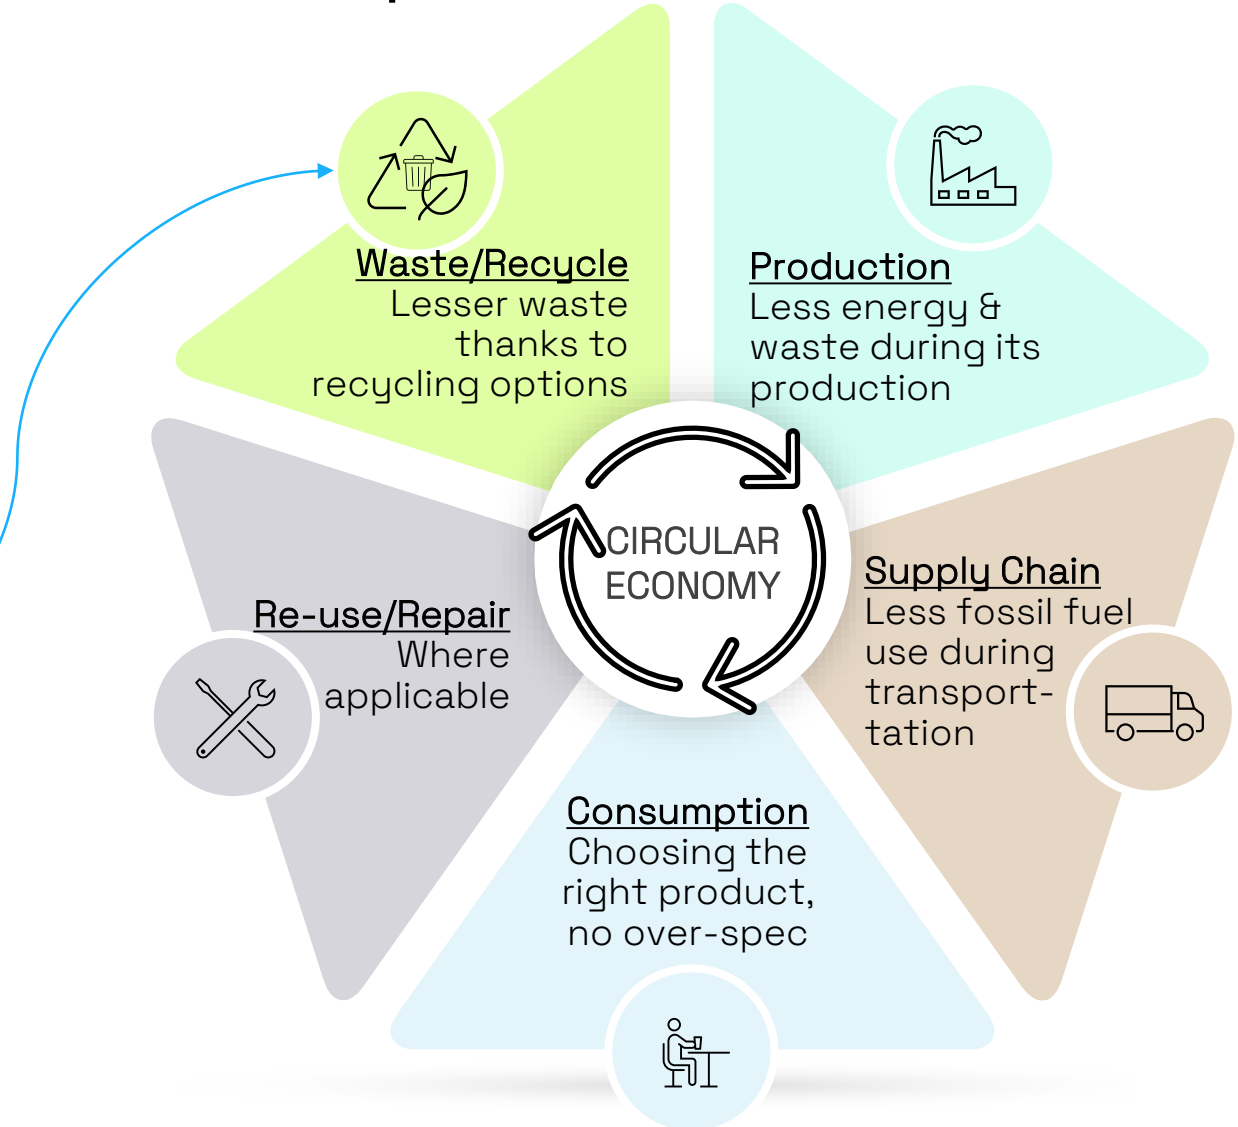 Waste/Recycle
Lesser waste
thanks to
recycling options
Production
Less energy &
waste during its
production
CIRCULAR
ECONOMY
Supply Chain
Less fossil fuel
use during
transport-
tation
Re-use/Repair
Where
applicable
Consumption
Choosing the
right product,
no over-spec